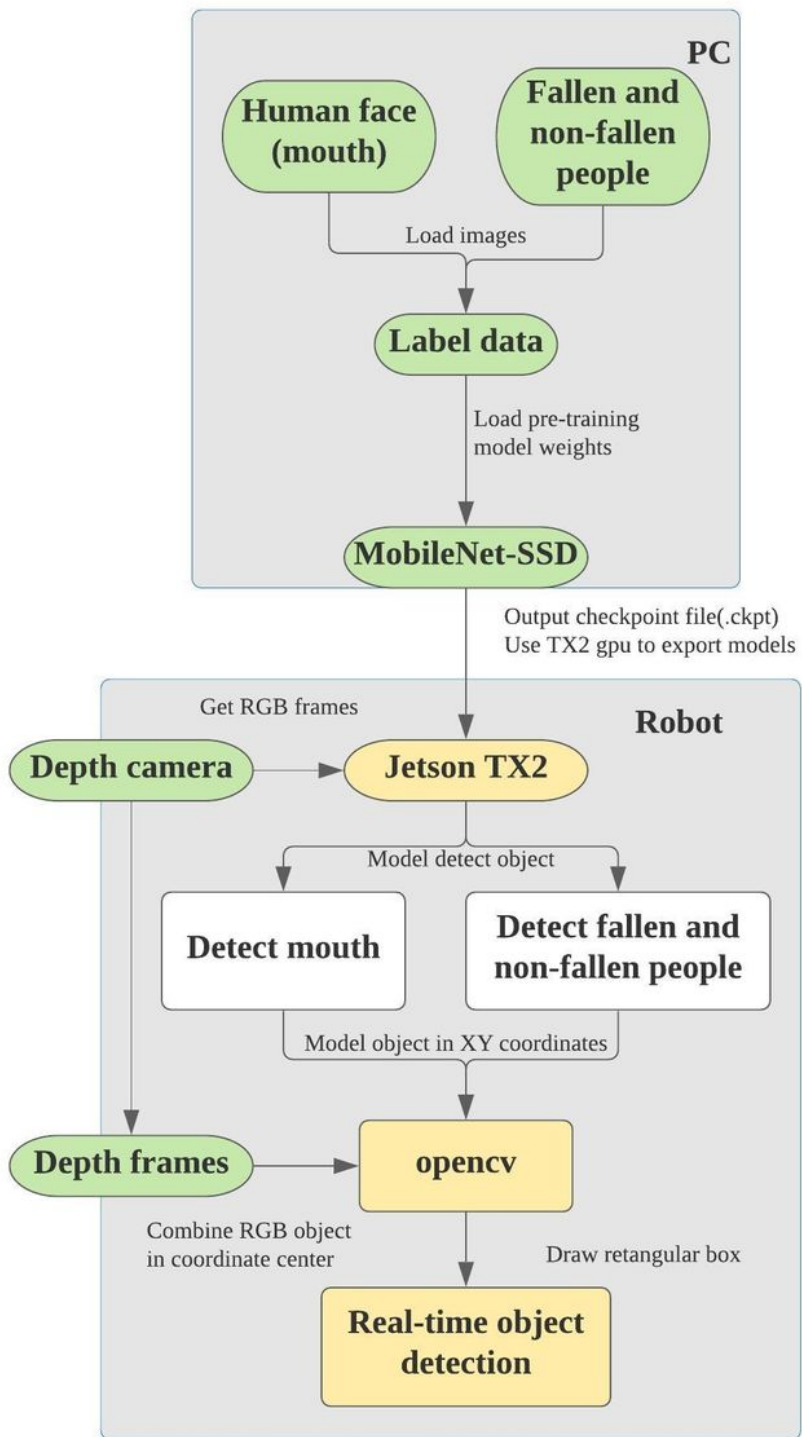 PC
Human face
(mouth)
Fallen and
non-fallen
people
Load images
Label data
Load pre-training
model weights
MobileNet-SSD
Output checkpoint file(.ckpt)
Use TX2 gpu to export models
Get RGB frames
Robot
Depth camera
Jetson TX2
Model detect object
Detect mouth
Detect fallen and
non-fallen people
Model object in XY coordinates
Depth frames
opencv
Combine RGB object
in coordinate center
Draw retangular box
Real-time object
detection